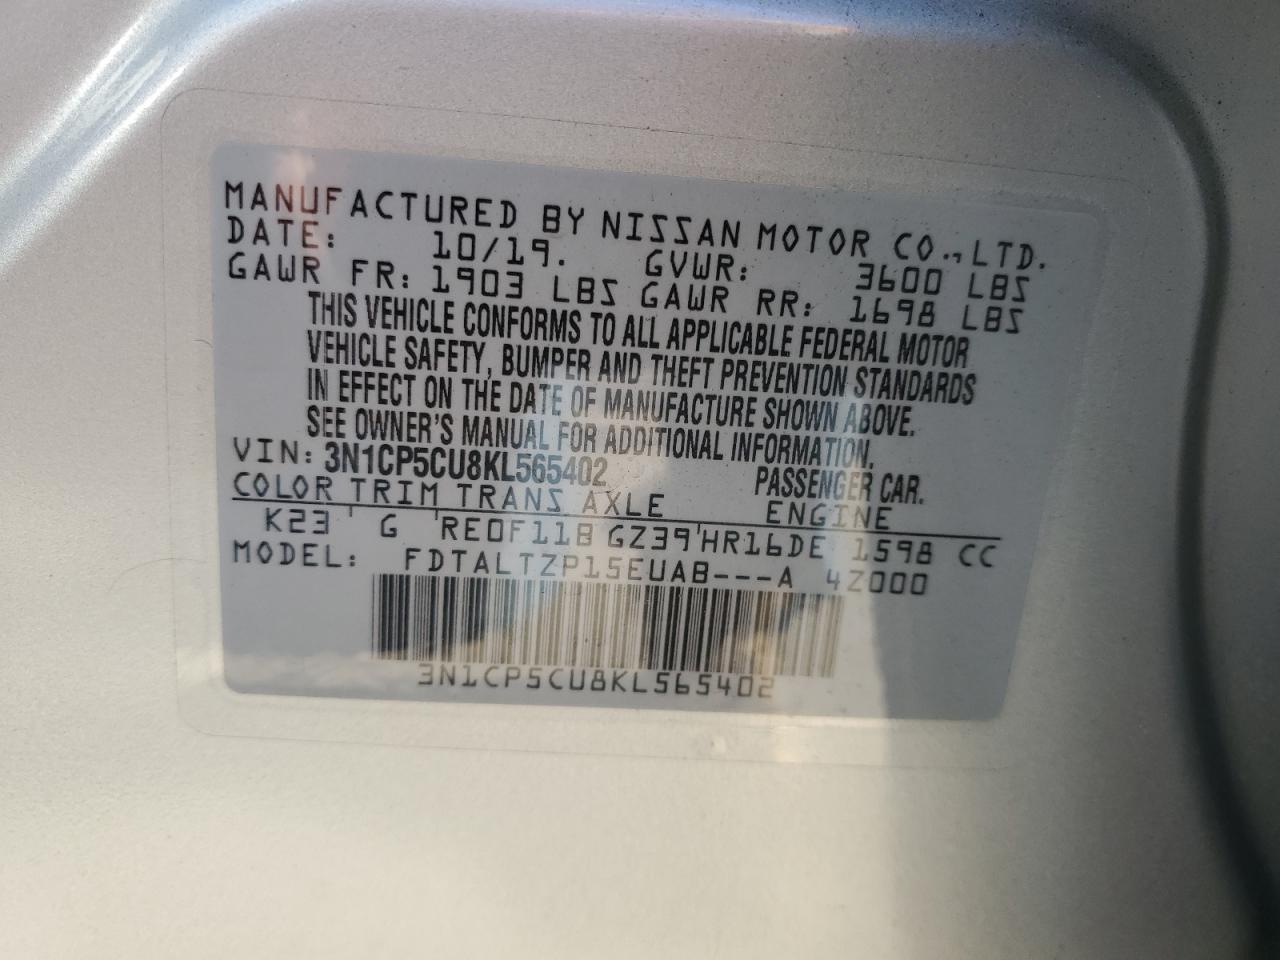 MANUFACTURED BY NISSAN MOTOR CO.,LTD.
DATE: 10/19. GVWR: 3600 LBS
GAWR FR: 1903 LBS GAWR RR: 1698 LBS
THIS VEHICLE CONFORMS TO ALL APPLICABLE FEDERAL MOTOR
VEHICLE SAFETY, BUMPER AND THEFT PREVENTION STANDARDS
IN EFFECT ON THE DATE OF MANUFACTURE SHOWN ABOVE.
SEE OWNER'S MANUAL FOR ADDITIONAL INFORMATION.
VIN: 3N1CP5CU8KL565402 PASSENGER CAR.
COLOR TRIM TRANS AXLE ENGINE
K23 G RE0F11B GZ39 HR16DE 1598 CC
MODEL: FDTALTZP15EUAB---A 4Z000
3N1CP5CU8KL565402